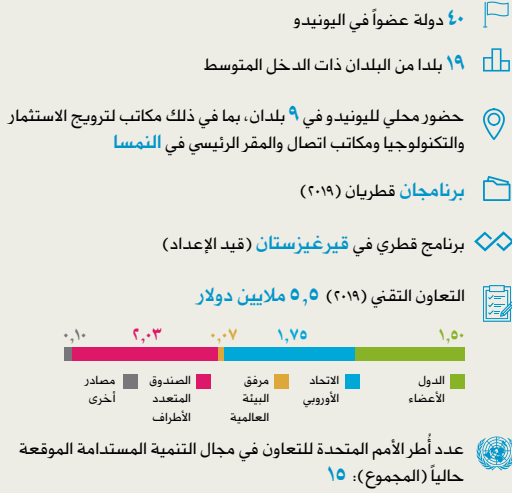 ٤٠ دولة عضواً في اليونيدو
١٩ بلدا من البلدان ذات الدخل المتوسط
حضور محلي لليونيدو في ٩ بلدان، بما في ذلك مكاتب لترويج الاستثمار
والتكنولوجيا ومكاتب اتصال والمقر الرئيسي في النمسا
برنامجان قطريان (٢٠١٩)
برنامج قطري في قيرغيزستان (قيد الإعداد)
التعاون التقني (٢٠١٩) ٥,٥ ملايين دولار
١,٥٠ ١,٧٥ ٠,٠٧ ٢,٠٣ ٠,١٠
الدول الاتحاد مرفق الصندوق مصادر
الأعضاء الأوروبي البيئة المتعدد أخرى
العالمية الأطراف
عدد أُطر الأمم المتحدة للتعاون في مجال التنمية المستدامة الموقعة
حالياً (المجموع): ١٥